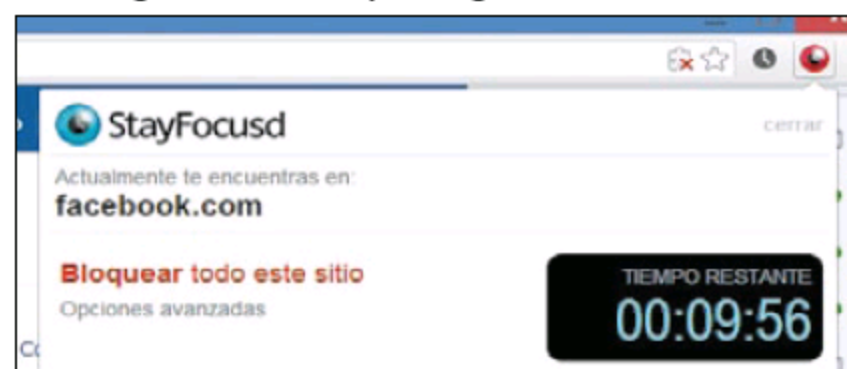 StayFocusd
cerrar
Actualmente te encuentras en:
facebook.com
Bloquear todo este sitio
Opciones avanzadas
TIEMPO RESTANTE
00:09:56